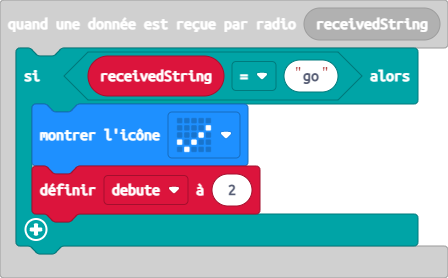 quand une donnée est reçue par radio receivedString
si receivedString = "go" alors
montrer l'icône
définir debute à 2